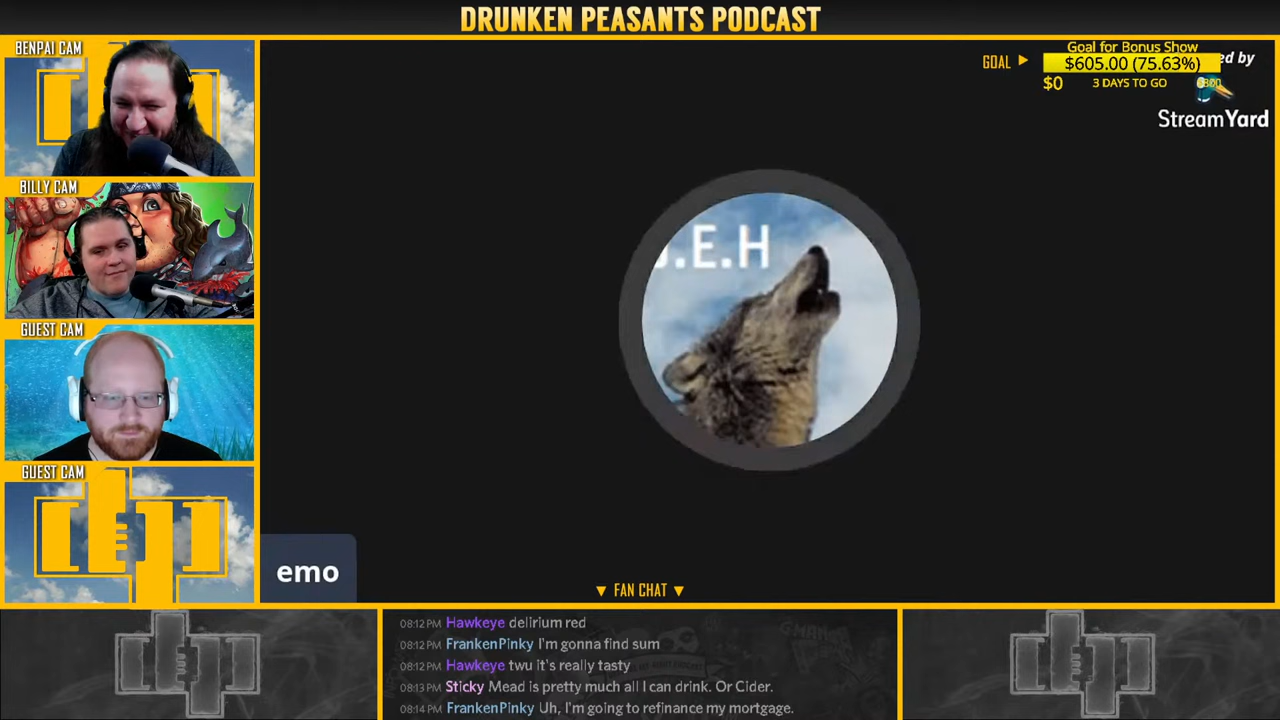 DRUNKEN PEASANTS PODCAST
BENPAI CAM
BILLY CAM
GUEST CAM
GUEST CAM
GOAL ▶
Goal for Bonus Show
$605.00 (75.63%)
$0
3 DAYS TO GO
$800
ed by
StreamYard
.E.H
emo
▼ FAN CHAT ▼
08:12 PM Hawkeye delirium red
08:12 PM FrankenPinky I'm gonna find sum
08:12 PM Hawkeye twu it's really tasty
08:13 PM Sticky Mead is pretty much all I can drink. Or Cider.
08:14 PM FrankenPinky Uh, I'm going to refinance my mortgage.